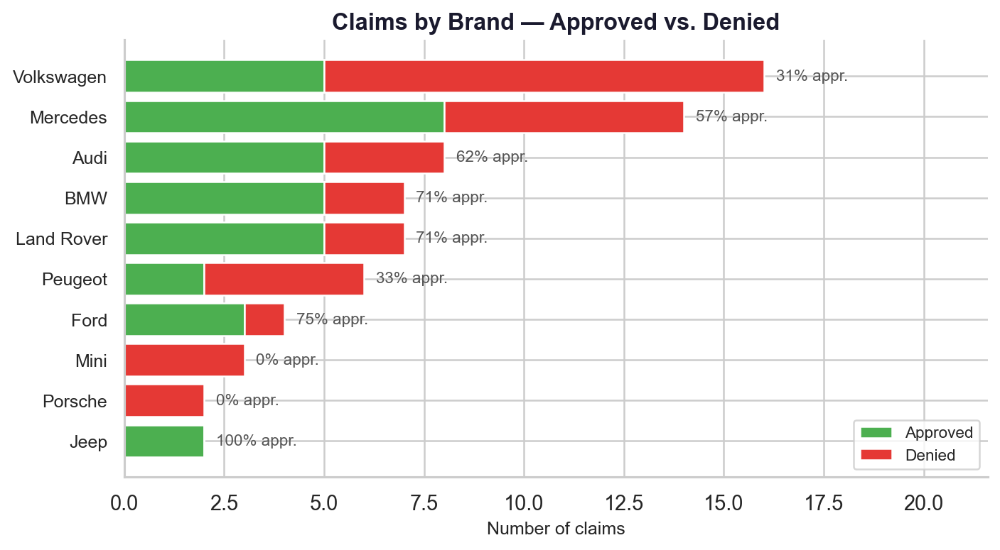 Claims by Brand — Approved vs. Denied
Volkswagen 31% appr.
Mercedes 57% appr.
Audi 62% appr.
BMW 71% appr.
Land Rover 71% appr.
Peugeot 33% appr.
Ford 75% appr.
Mini 0% appr.
Porsche 0% appr.
Jeep 100% appr.
Approved
Denied
0.0 2.5 5.0 7.5 10.0 12.5 15.0 17.5 20.0
Number of claims